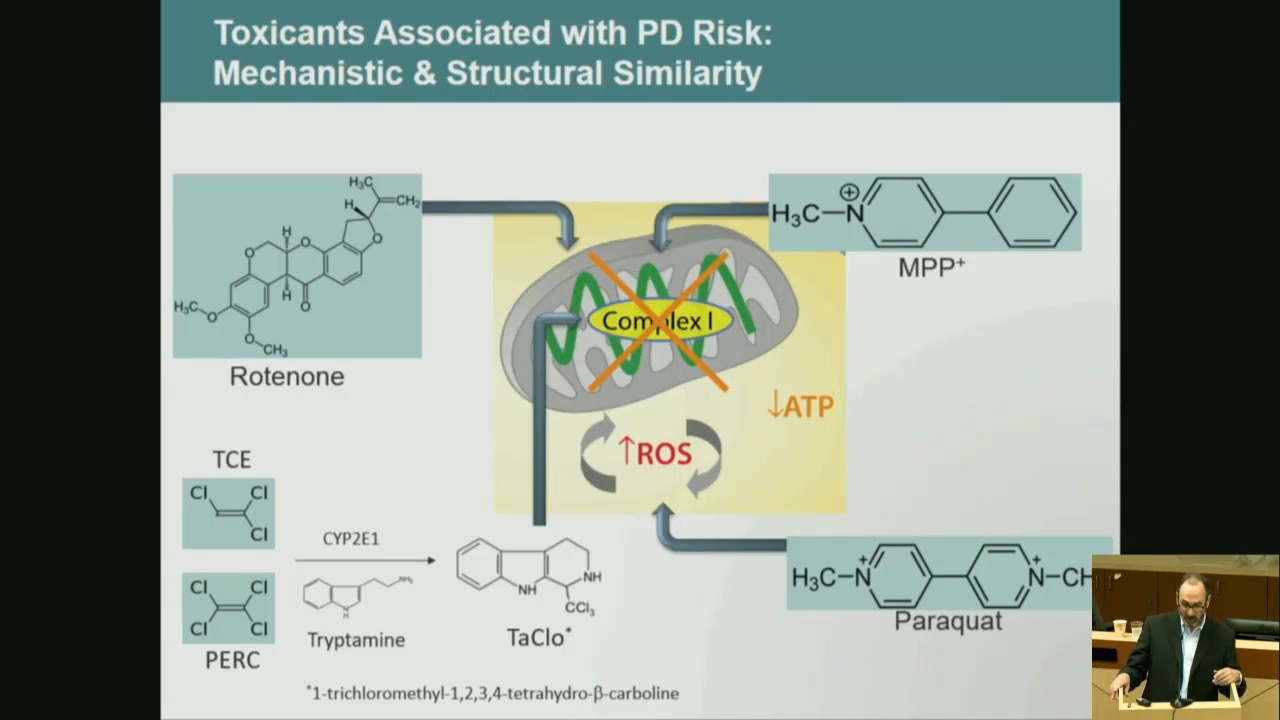 Toxicants Associated with PD Risk:
Mechanistic & Structural Similarity
H₃C
CH₂
H
H
O
O
O
H
O
H₃C
O
O
CH₃
Rotenone
H₃C
N
⊕
MPP⁺
Complex I
↓ATP
↑ROS
TCE
Cl
Cl
Cl
Cl
Cl
Cl
Cl
PERC
CYP2E1
NH₂
N
H
Tryptamine
NH
NH
CCl₃
TaClo*
H₃C
N
+
+
N
CH
Paraquat
*1-trichloromethyl-1,2,3,4-tetrahydro-β-carboline